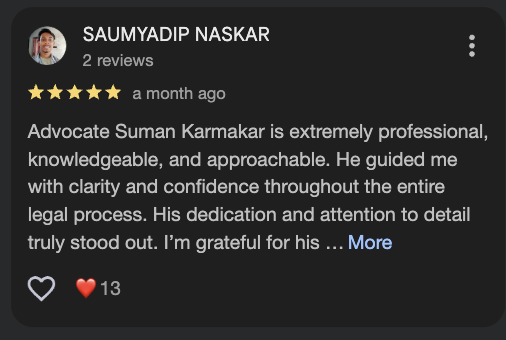 SAUMYADIP NASKAR
2 reviews
a month ago
Advocate Suman Karmakar is extremely professional,
knowledgeable, and approachable. He guided me
with clarity and confidence throughout the entire
legal process. His dedication and attention to detail
truly stood out. I’m grateful for his … More
13